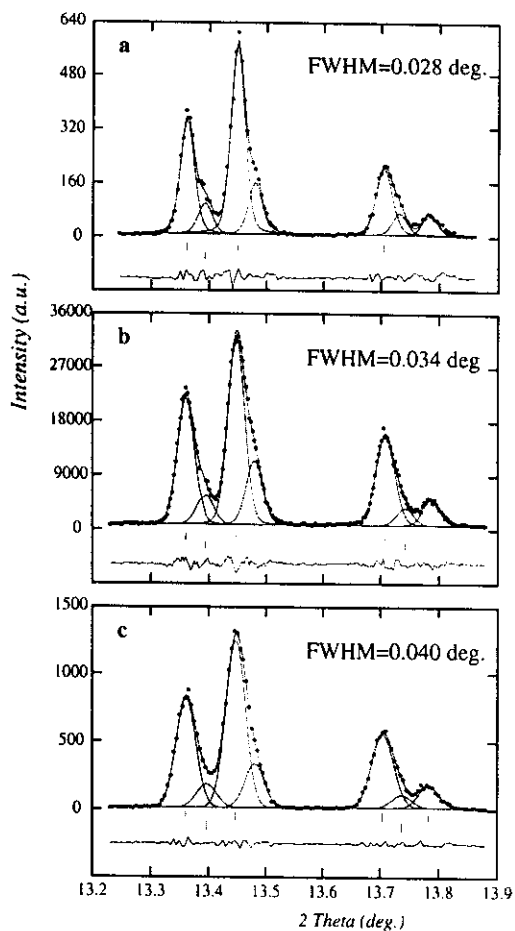 640
a
FWHM=0.028 deg.
480
320
160
0
Intensity (a.u.)
36000
b
FWHM=0.034 deg
27000
18000
9000
0
1500
c
FWHM=0.040 deg.
1000
500
0
13.2 13.3 13.4 13.5 13.6 13.7 13.8 13.9
2 Theta (deg.)